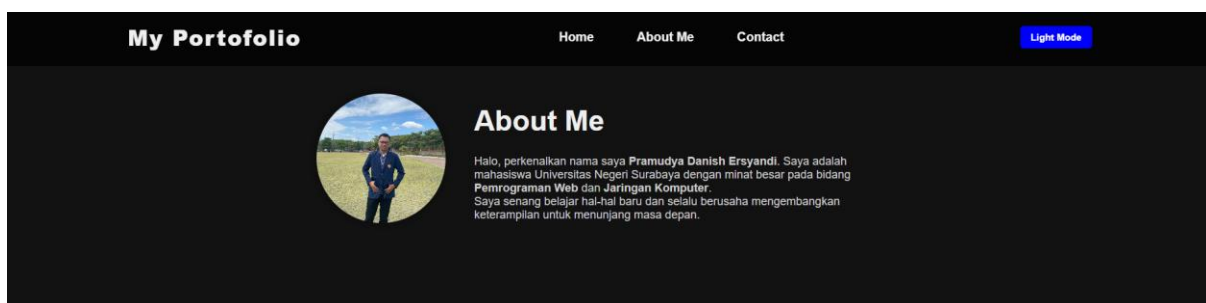 My Portofolio
Home
About Me
Contact
Light Mode
About Me
Halo, perkenalkan nama saya Pramudya Danish Ersyandi. Saya adalah
mahasiswa Universitas Negeri Surabaya dengan minat besar pada bidang
Pemrograman Web dan Jaringan Komputer.
Saya senang belajar hal-hal baru dan selalu berusaha mengembangkan
keterampilan untuk menunjang masa depan.